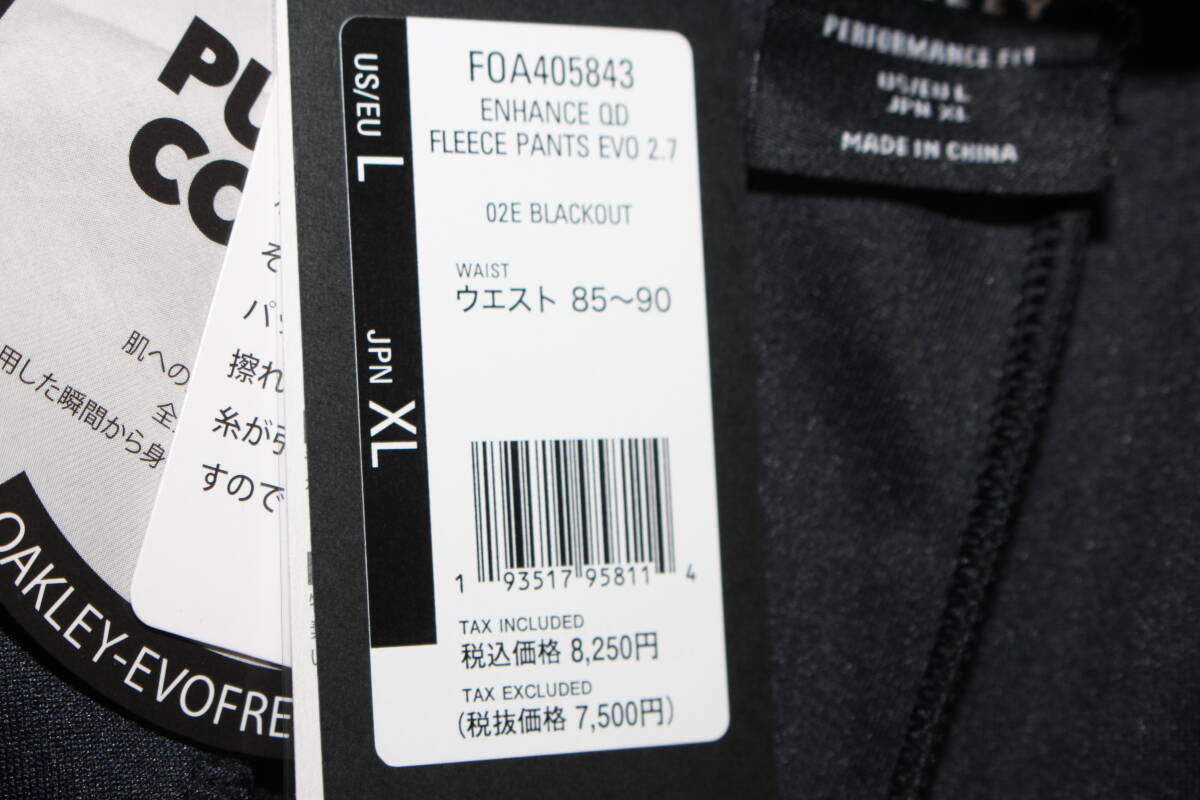 FOA405843
ENHANCE QD
FLEECE PANTS EVO 2.7
02E BLACKOUT
WAIST
ウエスト 85～90
US/EU L
JPN XL
1 93517 95811 4
TAX INCLUDED
税込価格 8,250円
TAX EXCLUDED
(税抜価格 7,500円)
PERFORMANCE FIT
US/EU L
JPN XL
MADE IN CHINA
PU
CO
肌への
全
用した瞬間から身
OAKLEY-EVOFRE
そ
パ
擦れ
糸が引
すので